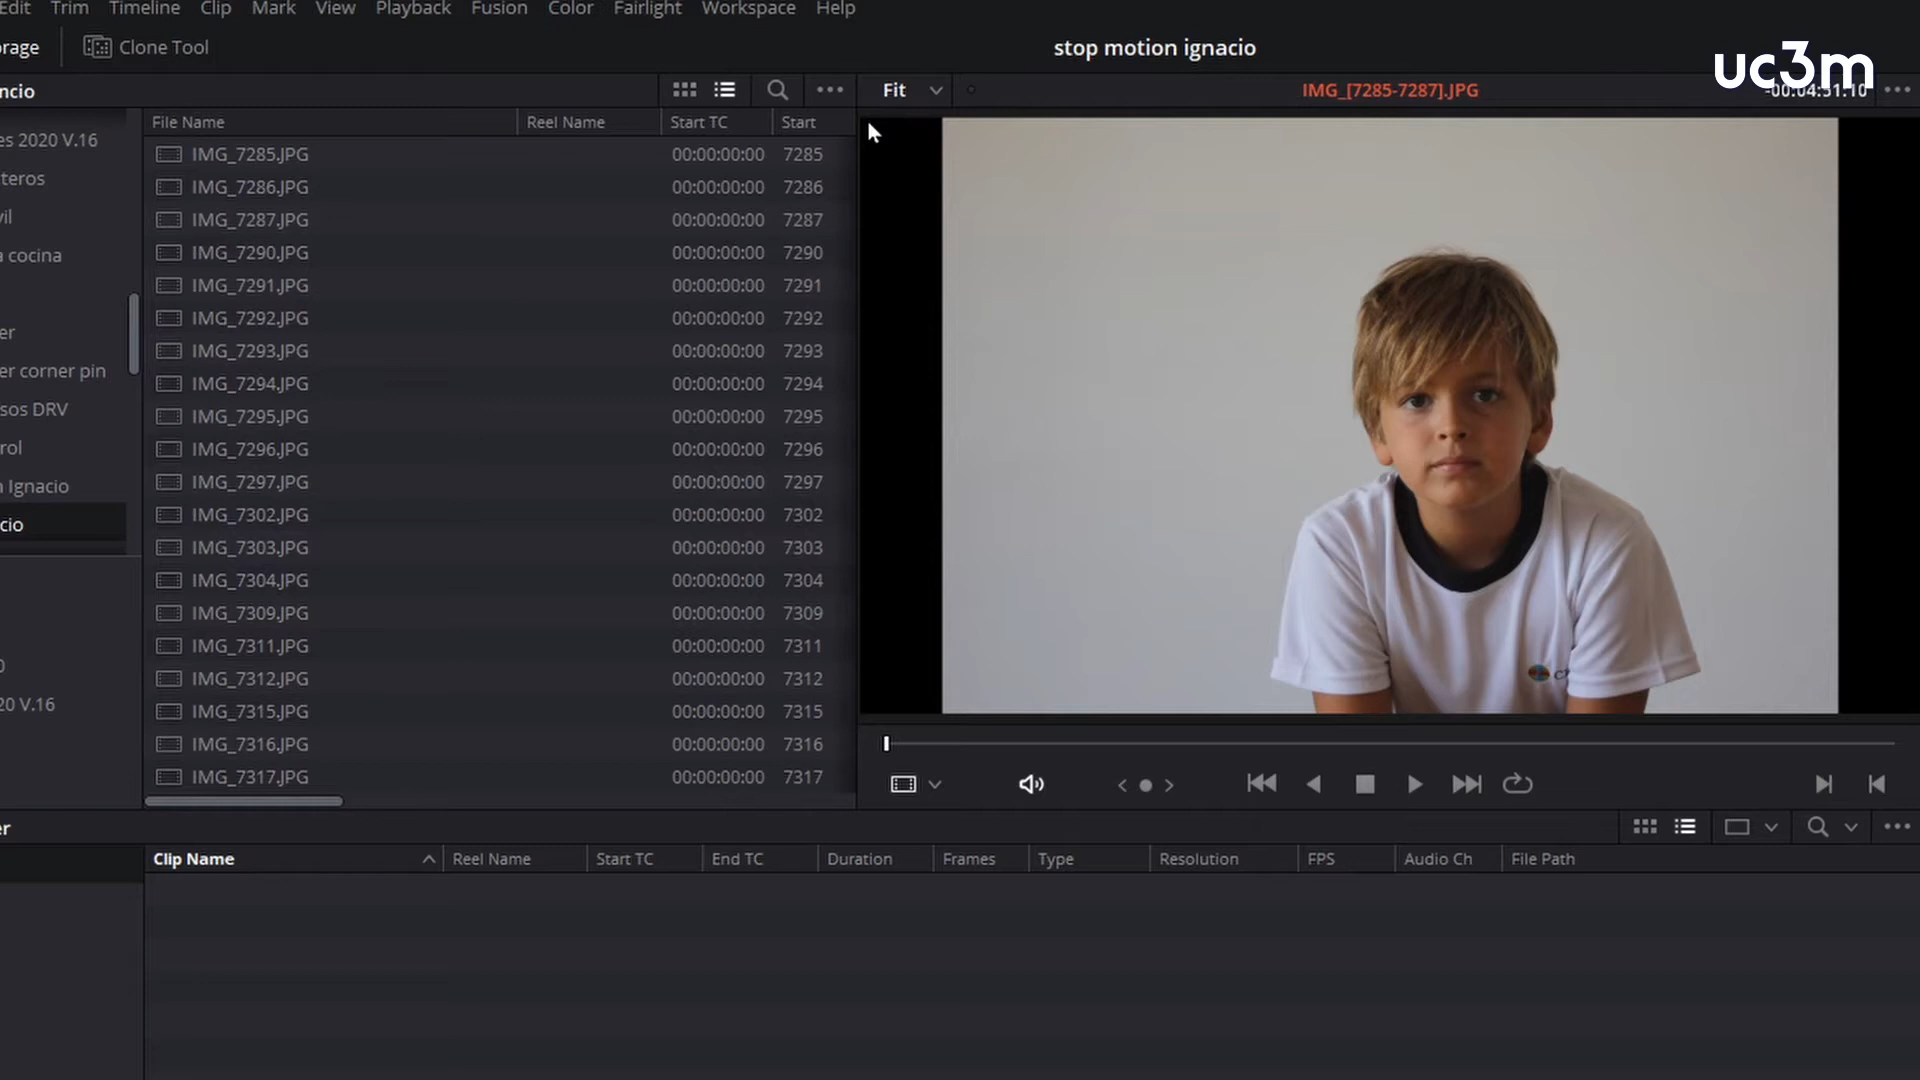 Edit Trim Timeline Clip Mark View Playback Fusion Color Fairlight Workspace Help
orage Clone Tool stop motion ignacio
uc3m
ncio Fit IMG_[7285-7287].JPG -00:04:51:10
File Name Reel Name Start TC Start
es 2020 V.16
teros
vil
a cocina
er
er corner pin
sos DRV
rol
n Ignacio
cio
0
20 V.16
IMG_7285.JPG 00:00:00:00 7285
IMG_7286.JPG 00:00:00:00 7286
IMG_7287.JPG 00:00:00:00 7287
IMG_7290.JPG 00:00:00:00 7290
IMG_7291.JPG 00:00:00:00 7291
IMG_7292.JPG 00:00:00:00 7292
IMG_7293.JPG 00:00:00:00 7293
IMG_7294.JPG 00:00:00:00 7294
IMG_7295.JPG 00:00:00:00 7295
IMG_7296.JPG 00:00:00:00 7296
IMG_7297.JPG 00:00:00:00 7297
IMG_7302.JPG 00:00:00:00 7302
IMG_7303.JPG 00:00:00:00 7303
IMG_7304.JPG 00:00:00:00 7304
IMG_7309.JPG 00:00:00:00 7309
IMG_7311.JPG 00:00:00:00 7311
IMG_7312.JPG 00:00:00:00 7312
IMG_7315.JPG 00:00:00:00 7315
IMG_7316.JPG 00:00:00:00 7316
IMG_7317.JPG 00:00:00:00 7317
er
Clip Name Reel Name Start TC End TC Duration Frames Type Resolution FPS Audio Ch File Path